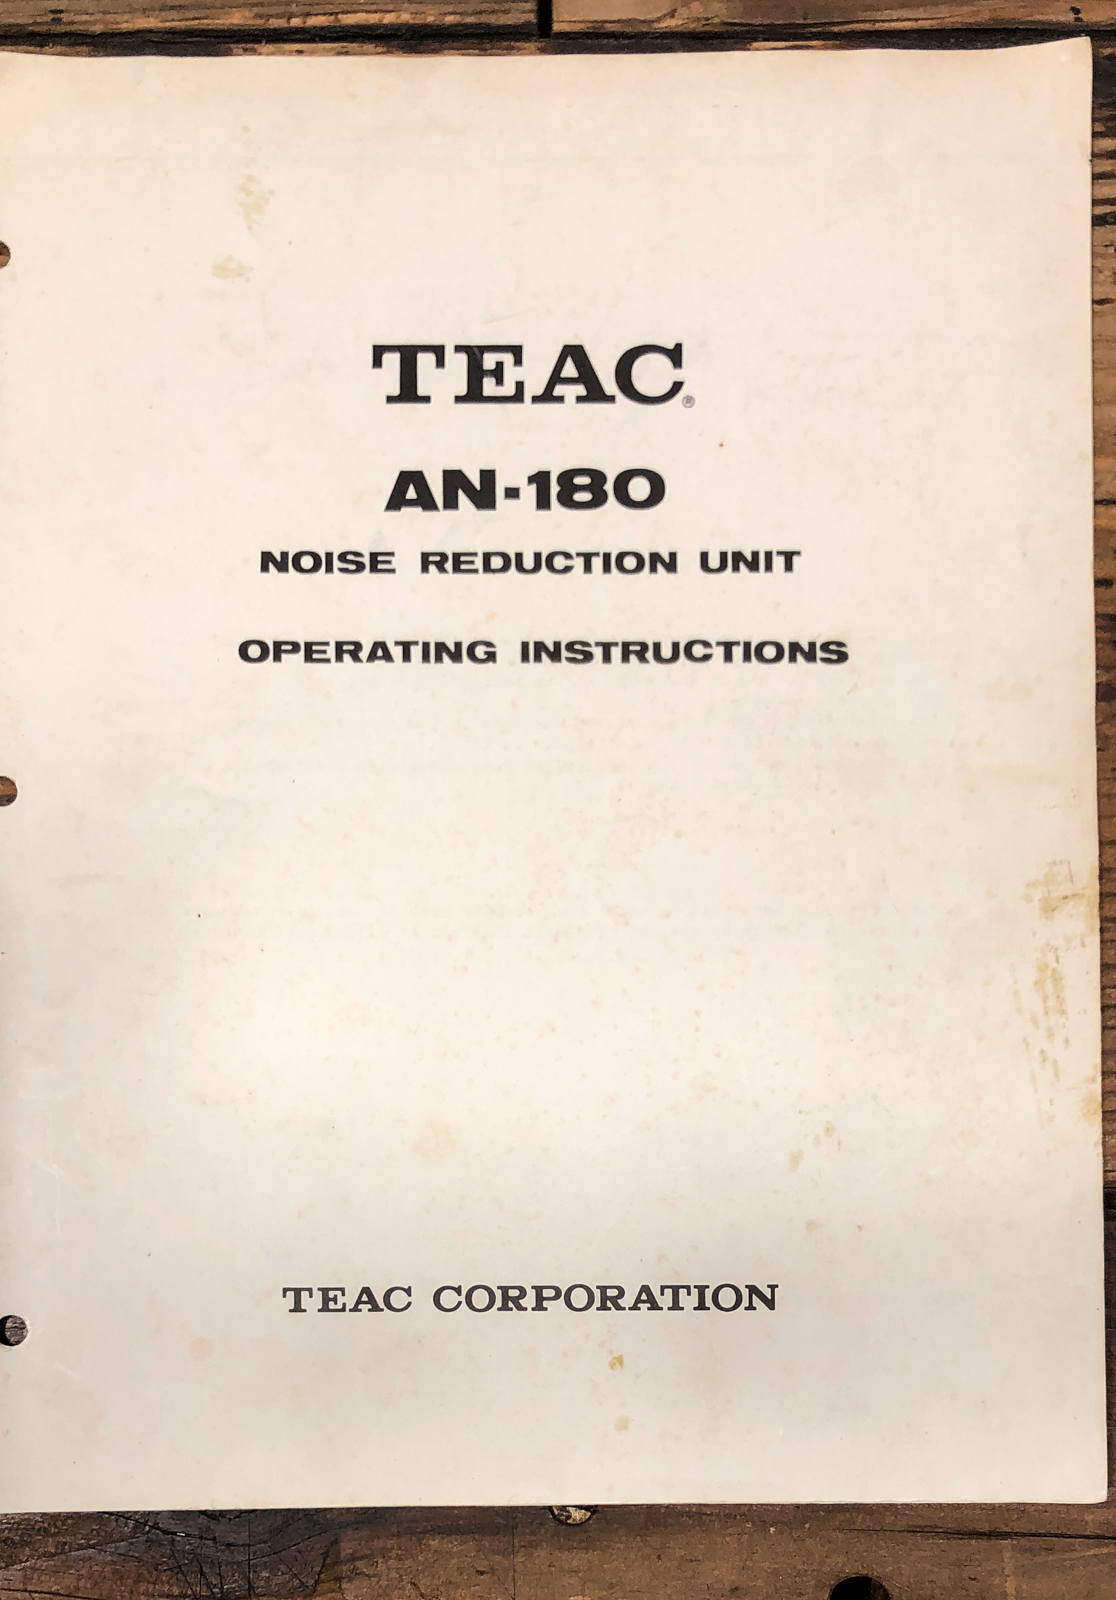 TEAC®
AN-180
NOISE REDUCTION UNIT
OPERATING INSTRUCTIONS
TEAC CORPORATION